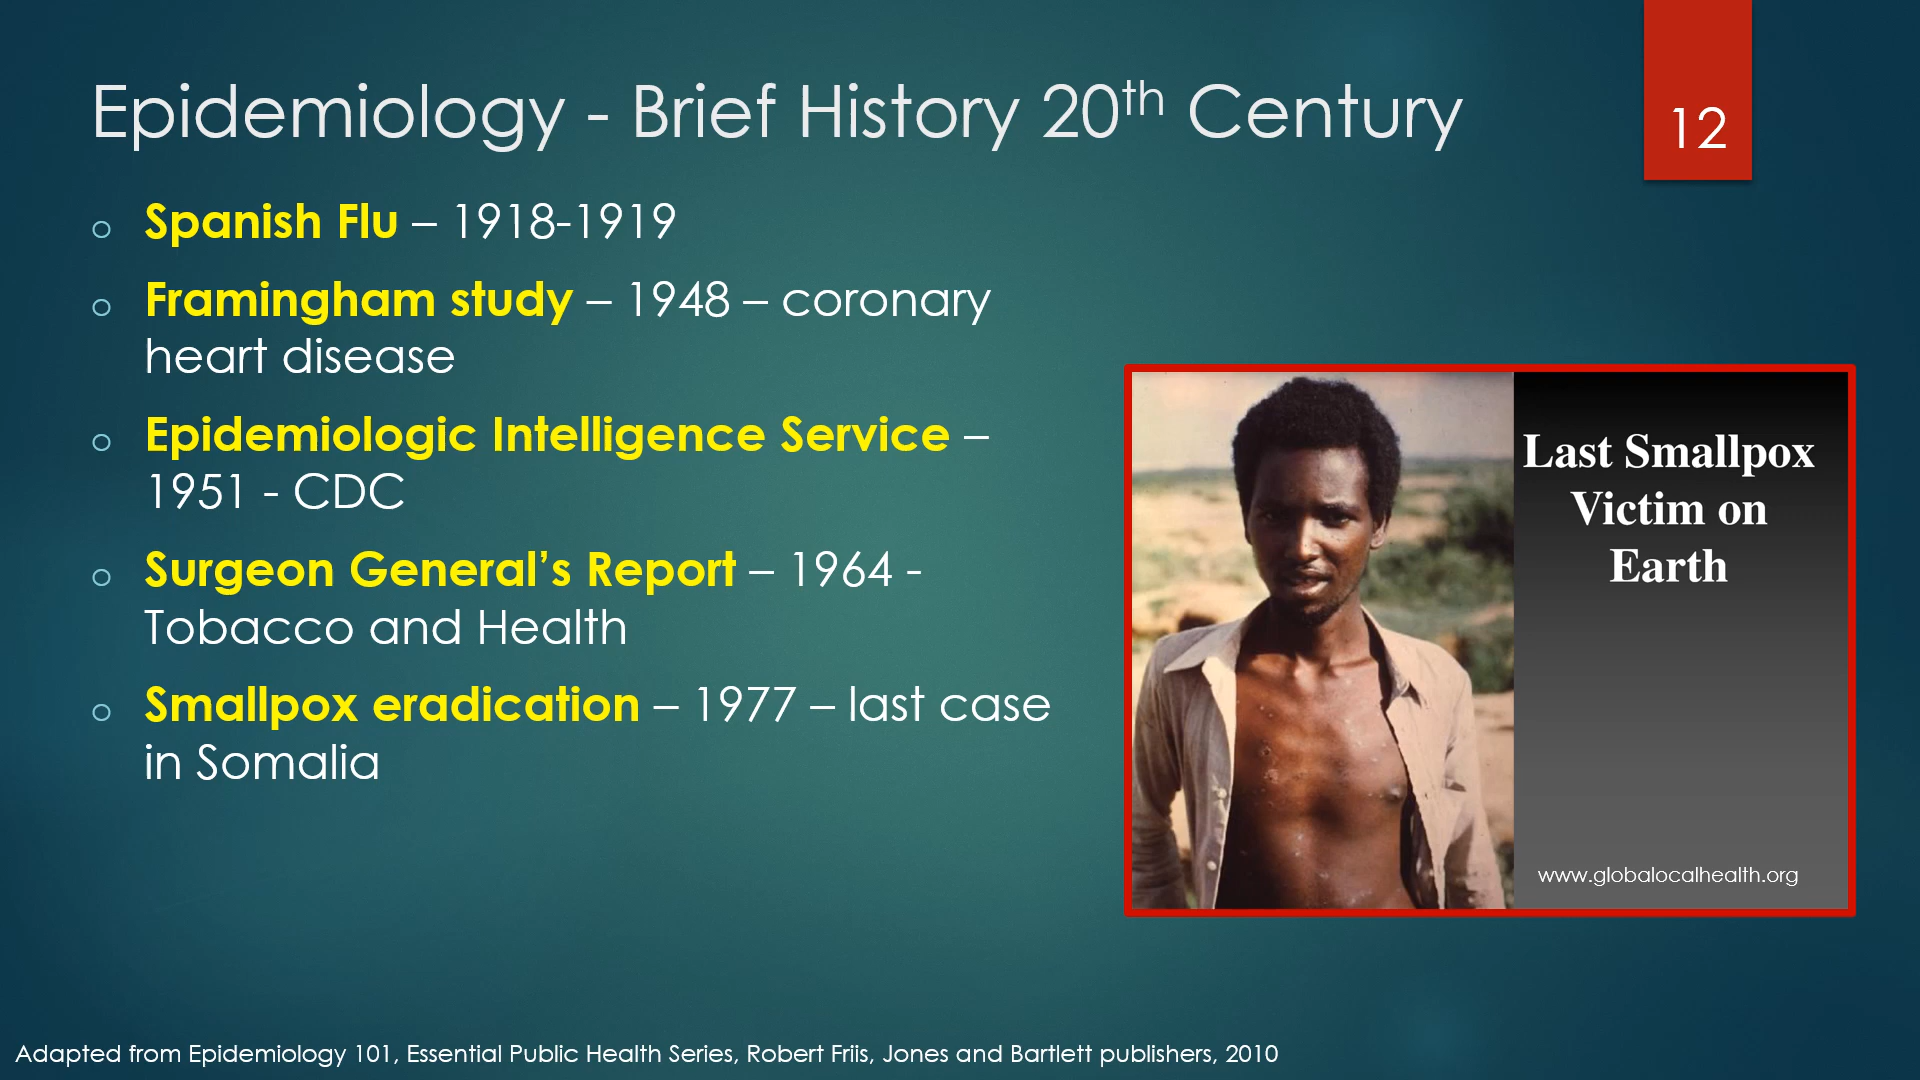 Epidemiology - Brief History 20th Century
12
o Spanish Flu – 1918-1919
o Framingham study – 1948 – coronary
heart disease
o Epidemiologic Intelligence Service –
1951 - CDC
o Surgeon General’s Report – 1964 -
Tobacco and Health
o Smallpox eradication – 1977 – last case
in Somalia
Last Smallpox
Victim on
Earth
www.globalocalhealth.org
Adapted from Epidemiology 101, Essential Public Health Series, Robert Friis, Jones and Bartlett publishers, 2010